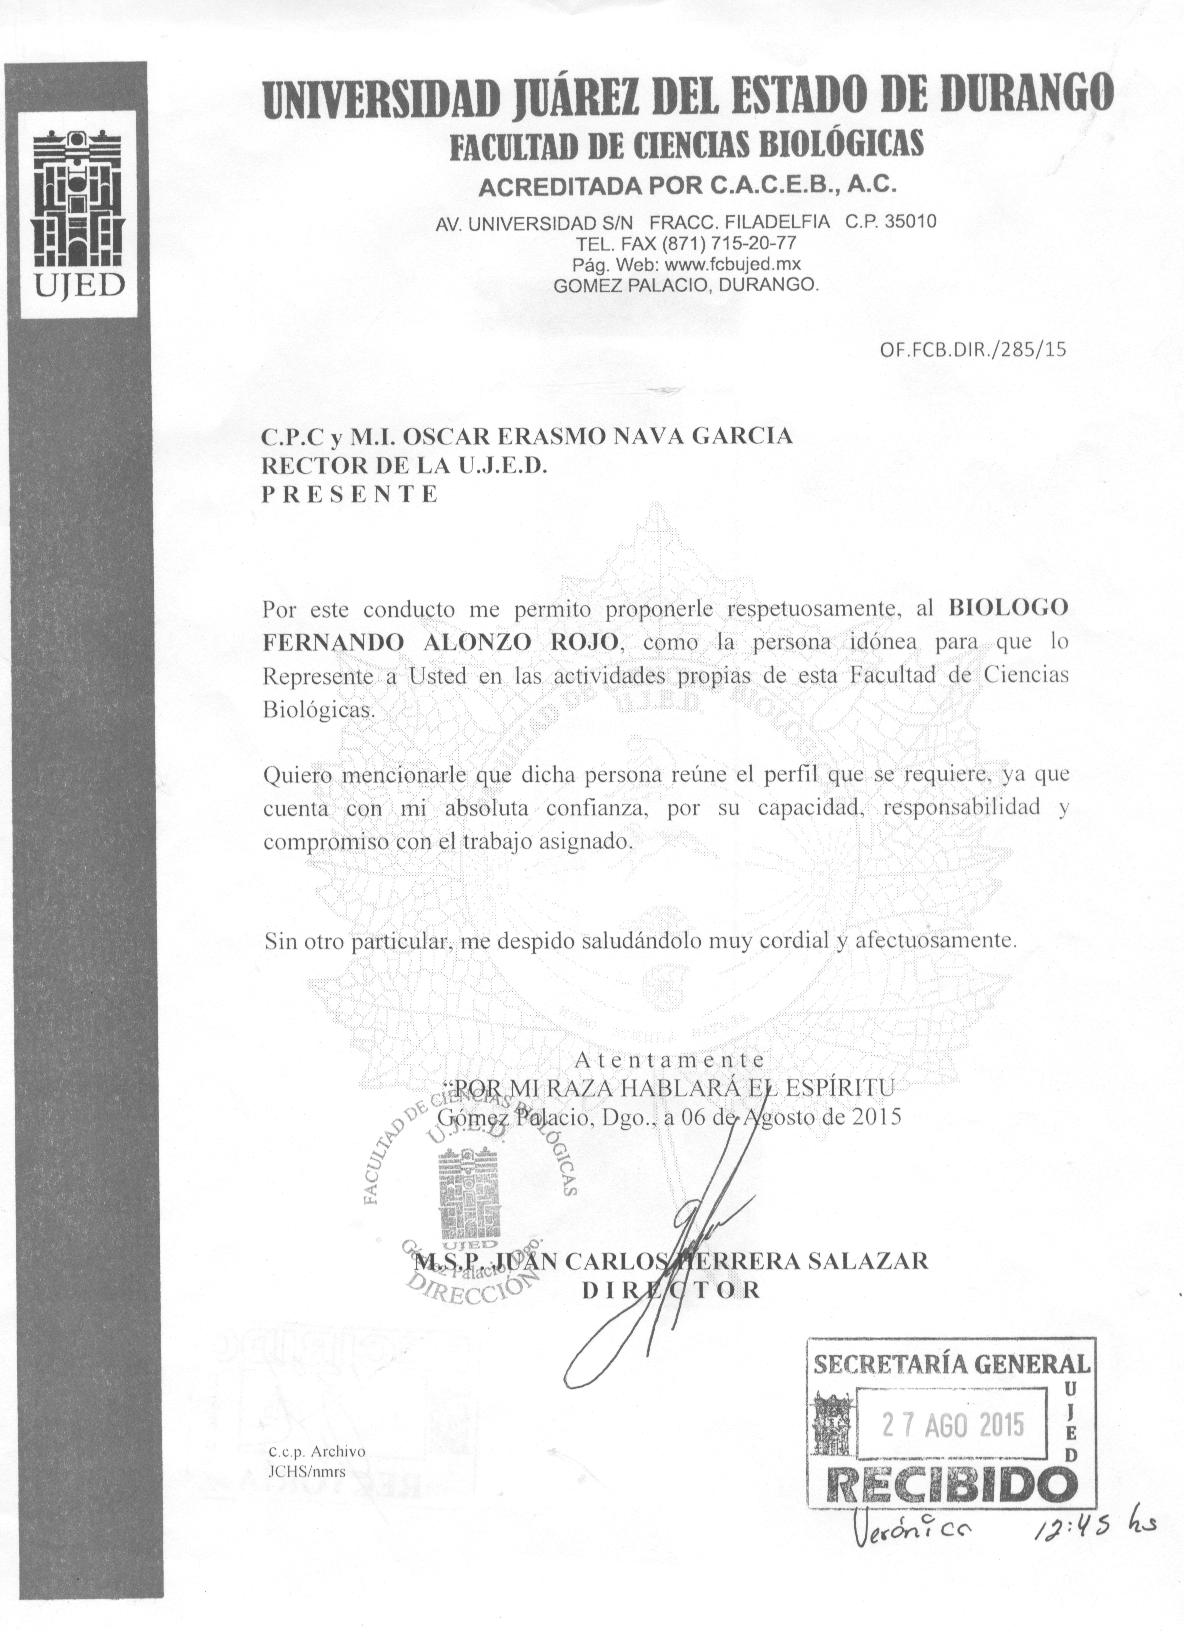 UNIVERSIDAD JUÁREZ DEL ESTADO DE DURANGO
FACULTAD DE CIENCIAS BIOLÓGICAS
ACREDITADA POR C.A.C.E.B., A.C.
AV. UNIVERSIDAD S/N FRACC. FILADELFIA C.P. 35010
TEL. FAX (871) 715-20-77
Pág. Web: www.fcbujed.mx
GOMEZ PALACIO, DURANGO.
UJED
OF.FCB.DIR./285/15
C.P.C y M.I. OSCAR ERASMO NAVA GARCIA
RECTOR DE LA U.J.E.D.
P R E S E N T E
Por este conducto me permito proponerle respetuosamente, al BIOLOGO
FERNANDO ALONZO ROJO, como la persona idónea para que lo
Represente a Usted en las actividades propias de esta Facultad de Ciencias
Biológicas.
Quiero mencionarle que dicha persona reúne el perfil que se requiere, ya que
cuenta con mi absoluta confianza, por su capacidad, responsabilidad y
compromiso con el trabajo asignado.
Sin otro particular, me despido saludándolo muy cordial y afectuosamente.
A t e n t a m e n t e
“POR MI RAZA HABLARÁ EL ESPÍRITU
Gómez Palacio, Dgo., a 06 de Agosto de 2015
FACULTAD DE CIENCIAS BIOLÓGICAS
U.J.E.D.
UJED
Gómez Palacio, Dgo.
DIRECCIÓN
M.S.P. JUAN CARLOS HERRERA SALAZAR
D I R E C T O R
SECRETARÍA GENERAL
UJED
27 AGO 2015
RECIBIDO
Verónica 12:45 hs
C.c.p. Archivo
JCHS/nmrs